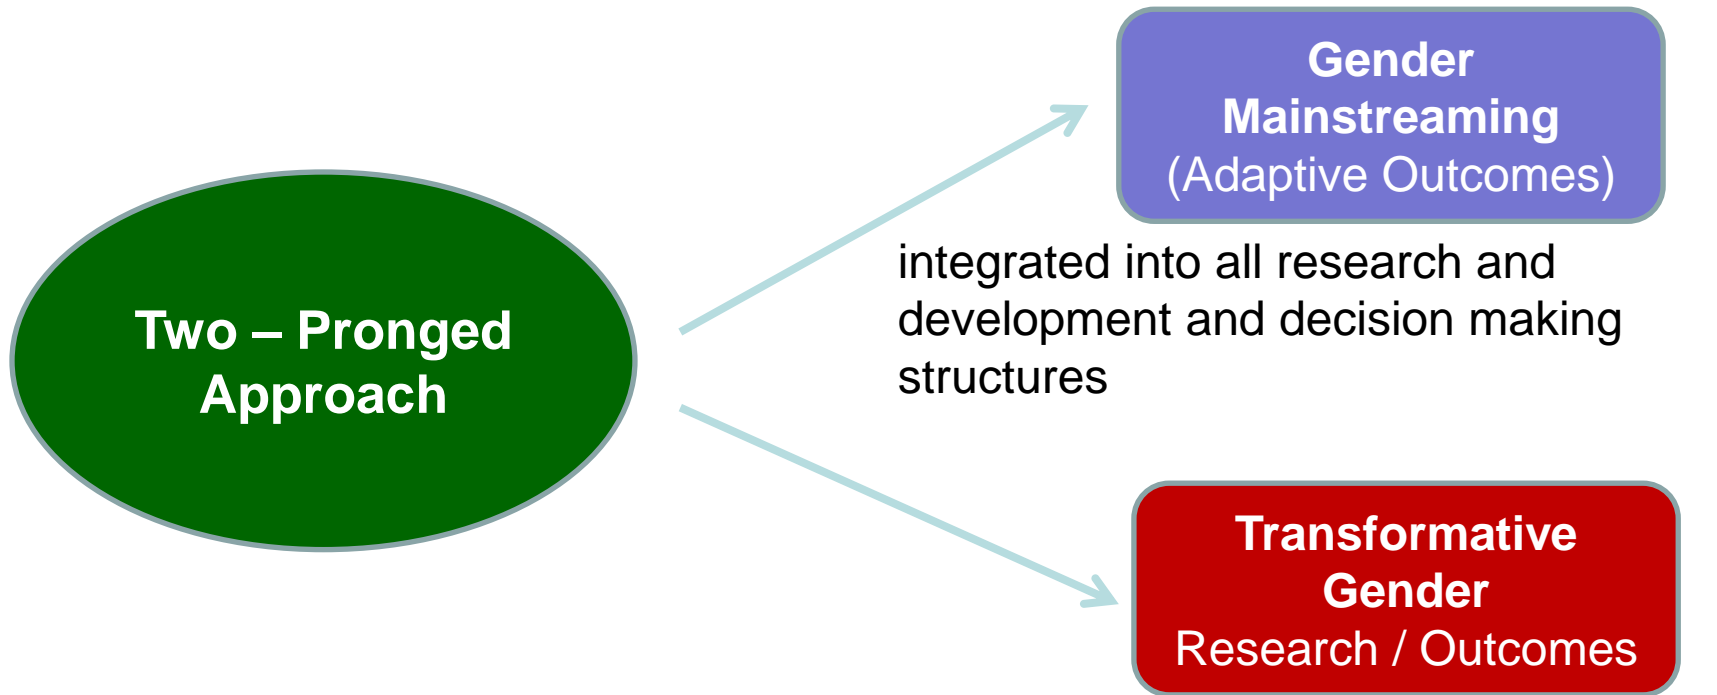 Two – Pronged
Approach
Gender
Mainstreaming
(Adaptive Outcomes)
integrated into all research and
development and decision making
structures
Transformative
Gender
Research / Outcomes